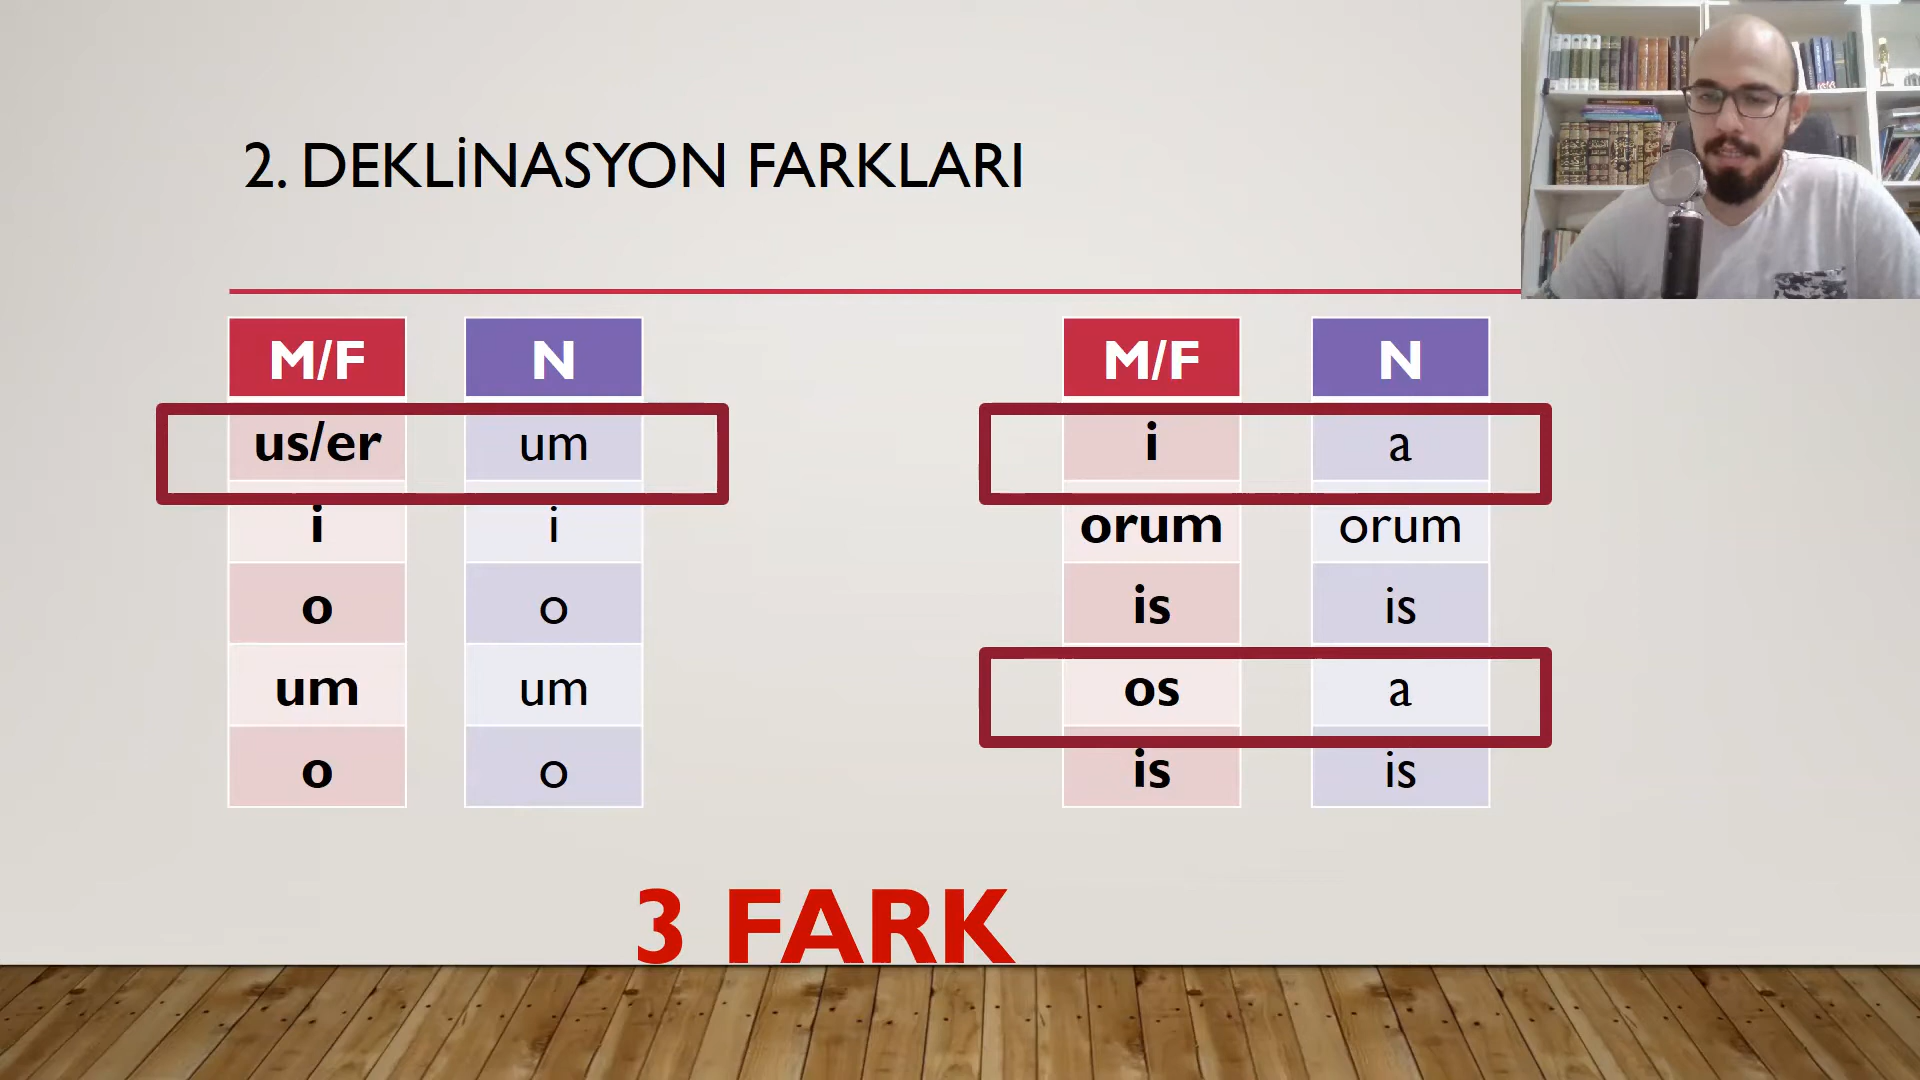 2. DEKLİNASYON FARKLARI
M/F N M/F N
us/er um i a
i i orum orum
o o is is
um um os a
o o is is
3 FARK